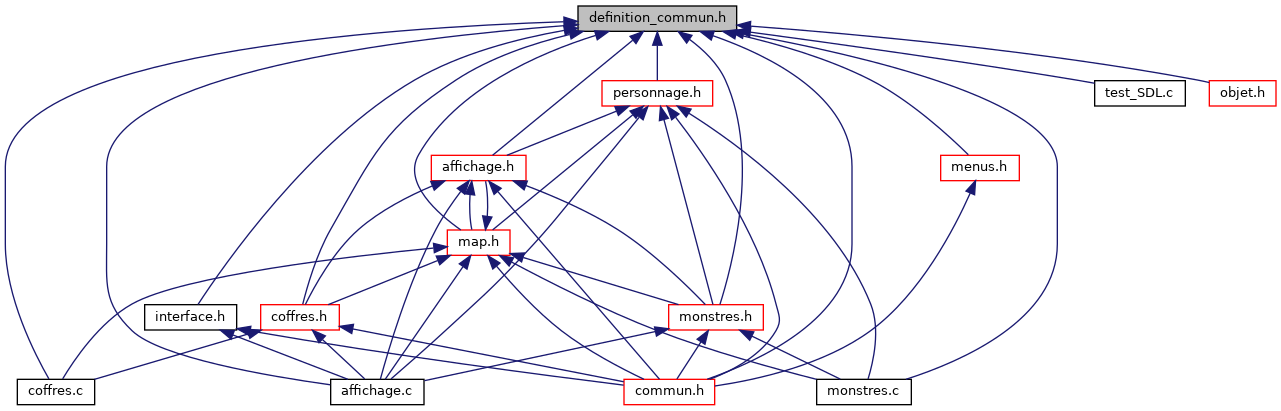 definition_commun.h
personnage.h
test_SDL.c
objet.h
affichage.h
menus.h
map.h
interface.h
coffres.h
monstres.h
coffres.c
affichage.c
commun.h
monstres.c